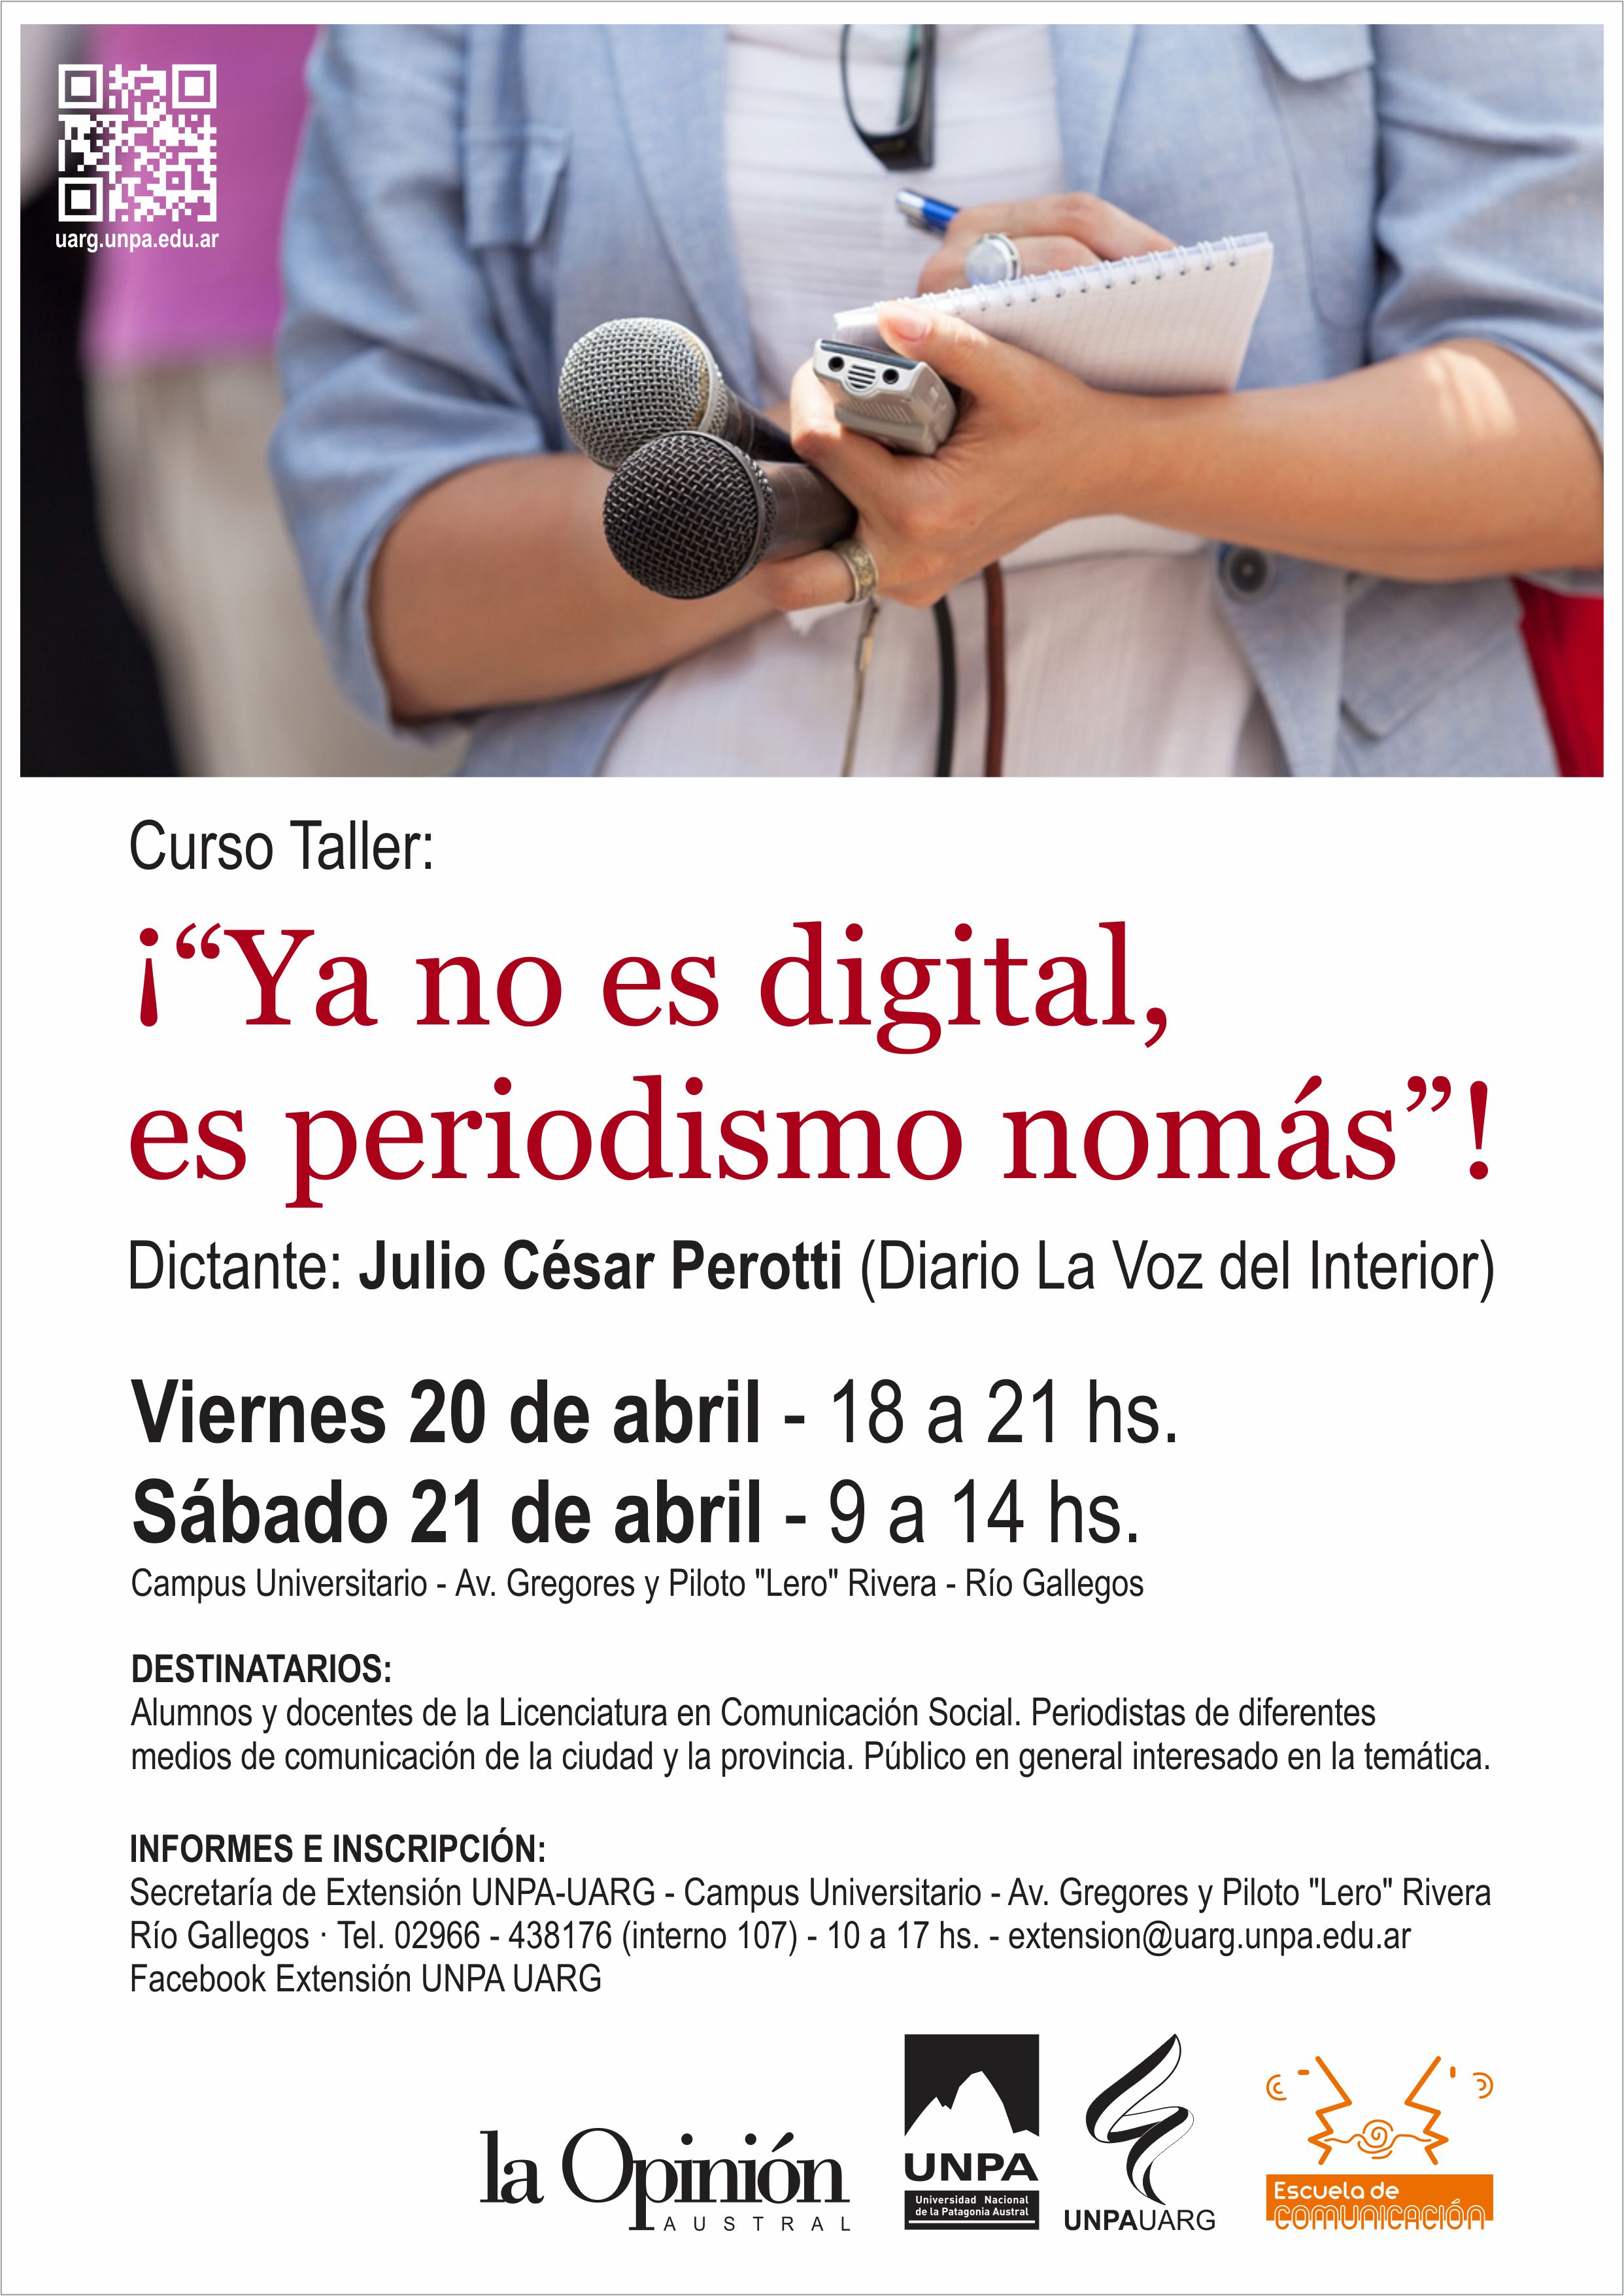 uarg.unpa.edu.ar
Curso Taller:
¡“Ya no es digital,
es periodismo nomás”!
Dictante: Julio César Perotti (Diario La Voz del Interior)
Viernes 20 de abril - 18 a 21 hs.
Sábado 21 de abril - 9 a 14 hs.
Campus Universitario - Av. Gregores y Piloto "Lero" Rivera - Río Gallegos
DESTINATARIOS:
Alumnos y docentes de la Licenciatura en Comunicación Social. Periodistas de diferentes
medios de comunicación de la ciudad y la provincia. Público en general interesado en la temática.
INFORMES E INSCRIPCIÓN:
Secretaría de Extensión UNPA-UARG - Campus Universitario - Av. Gregores y Piloto "Lero" Rivera
Río Gallegos · Tel. 02966 - 438176 (interno 107) - 10 a 17 hs. - extension@uarg.unpa.edu.ar
Facebook Extensión UNPA UARG
la Opinión
AUSTRAL
UNPA
Universidad Nacional
de la Patagonia Austral
UNPAUARG
Escuela de
COMUNICACIÓN